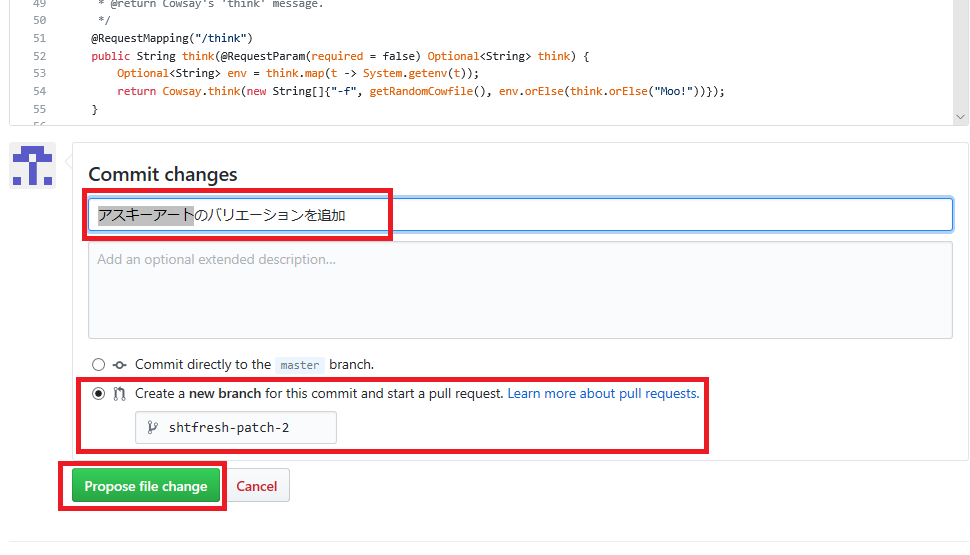 49 * @return Cowsay's 'think' message.
50 */
51 @RequestMapping("/think")
52 public String think(@RequestParam(required = false) Optional<String> think) {
53 Optional<String> env = think.map(t -> System.getenv(t));
54 return Cowsay.think(new String[]{"-f", getRandomCowfile(), env.orElse(think.orElse("Moo!"))});
55 }
56
Commit changes
アスキーアートのバリエーションを追加
Add an optional extended description...
Commit directly to the master branch.
Create a new branch for this commit and start a pull request. Learn more about pull requests.
shtfresh-patch-2
Propose file change Cancel